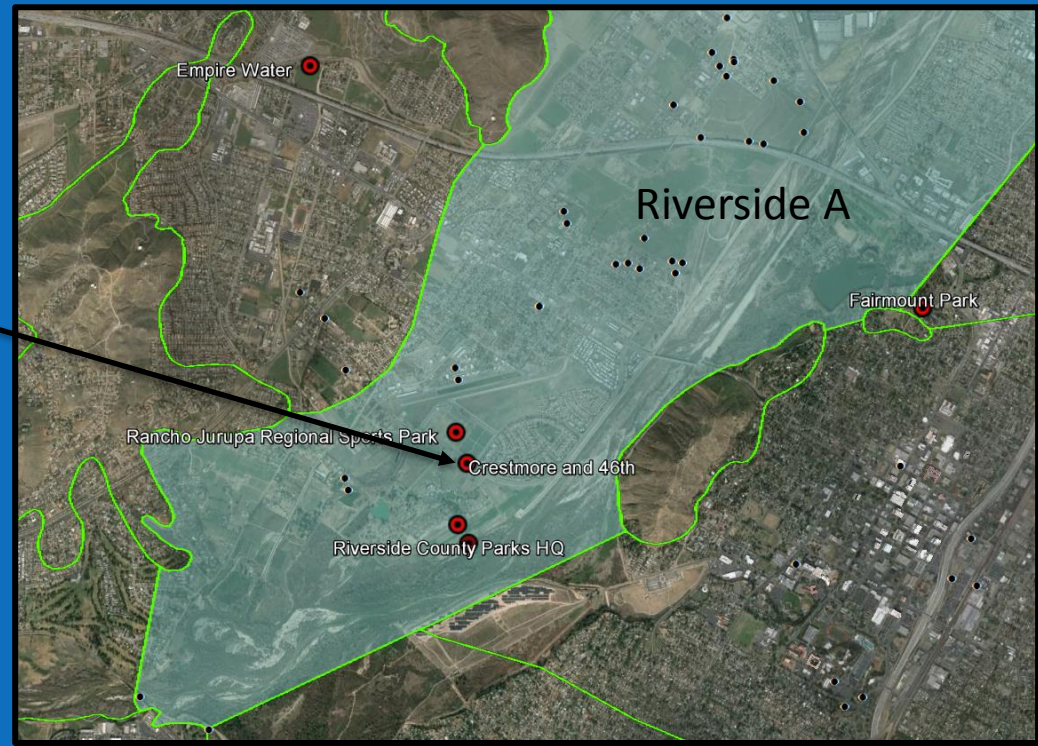 Empire Water
Riverside A
Fairmount Park
Rancho Jurupa Regional Sports Park
Crestmore and 46th
Riverside County Parks HQ